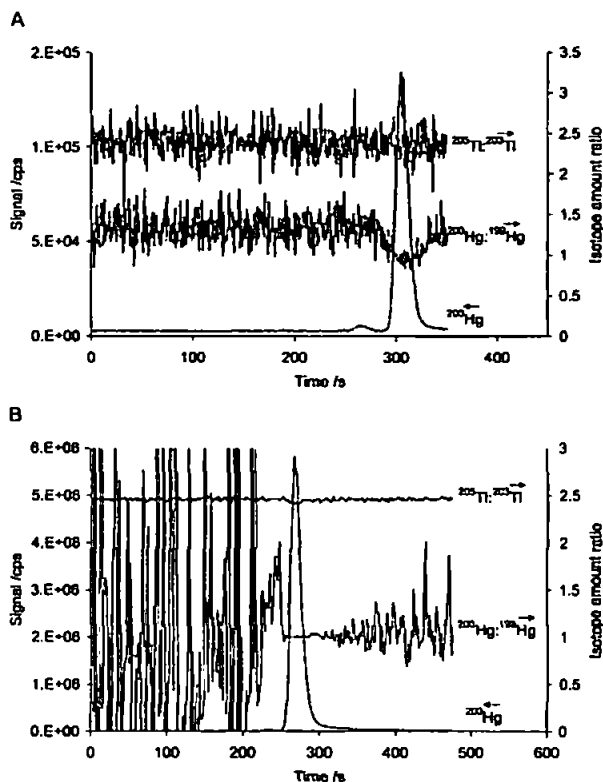 A
2.E+05
1.E+05
5.E+04
0.E+00
Signal /cps
3.5
3
2.5
2
1.5
1
0.5
0
Isotope amount ratio
²⁰⁵Tl:²⁰³Tl
²⁰⁰Hg:¹⁹⁹Hg
²⁰⁰Hg
0 100 200 300 400
Time /s
B
6.E+06
5.E+06
4.E+06
3.E+06
2.E+06
1.E+06
0.E+00
Signal /cps
3
2.5
2
1.5
1
0.5
0
Isotope amount ratio
²⁰⁵Tl:²⁰³Tl
²⁰⁰Hg:¹⁹⁹Hg
²⁰⁰Hg
0 100 200 300 400 500 600
Time /s